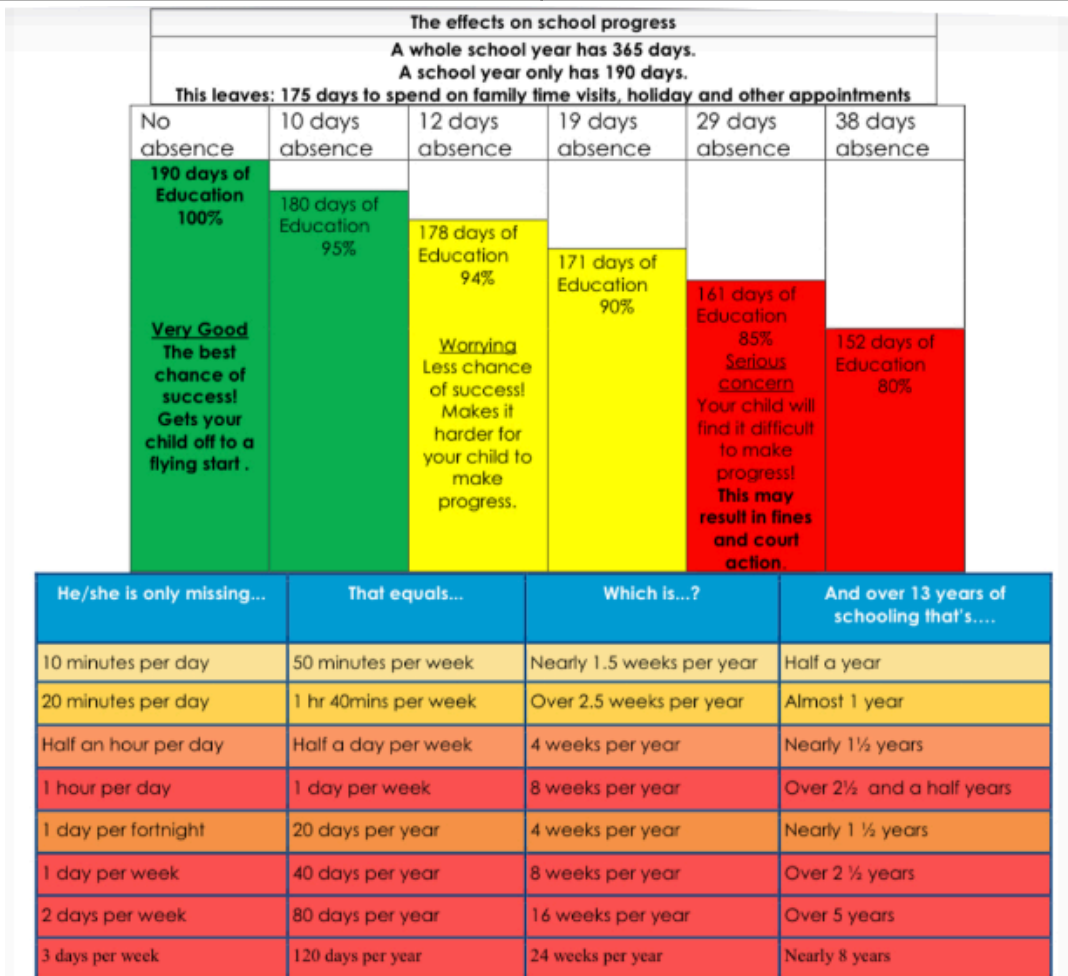 The effects on school progress
A whole school year has 365 days.
A school year only has 190 days.
This leaves: 175 days to spend on family time visits, holiday and other appointments
No
absence
10 days
absence
12 days
absence
19 days
absence
29 days
absence
38 days
absence
190 days of
Education
100%
Very Good
The best
chance of
success!
Gets your
child off to a
flying start .
180 days of
Education
95%
178 days of
Education
94%
Worrying
Less chance
of success!
Makes it
harder for
your child to
make
progress.
171 days of
Education
90%
161 days of
Education
85%
Serious
concern
Your child will
find it difficult
to make
progress!
This may
result in fines
and court
action.
152 days of
Education
80%
He/she is only missing... That equals... Which is...? And over 13 years of
schooling that's....
10 minutes per day 50 minutes per week Nearly 1.5 weeks per year Half a year
20 minutes per day 1 hr 40mins per week Over 2.5 weeks per year Almost 1 year
Half an hour per day Half a day per week 4 weeks per year Nearly 1½ years
1 hour per day 1 day per week 8 weeks per year Over 2½ and a half years
1 day per fortnight 20 days per year 4 weeks per year Nearly 1 ½ years
1 day per week 40 days per year 8 weeks per year Over 2 ½ years
2 days per week 80 days per year 16 weeks per year Over 5 years
3 days per week 120 days per year 24 weeks per year Nearly 8 years